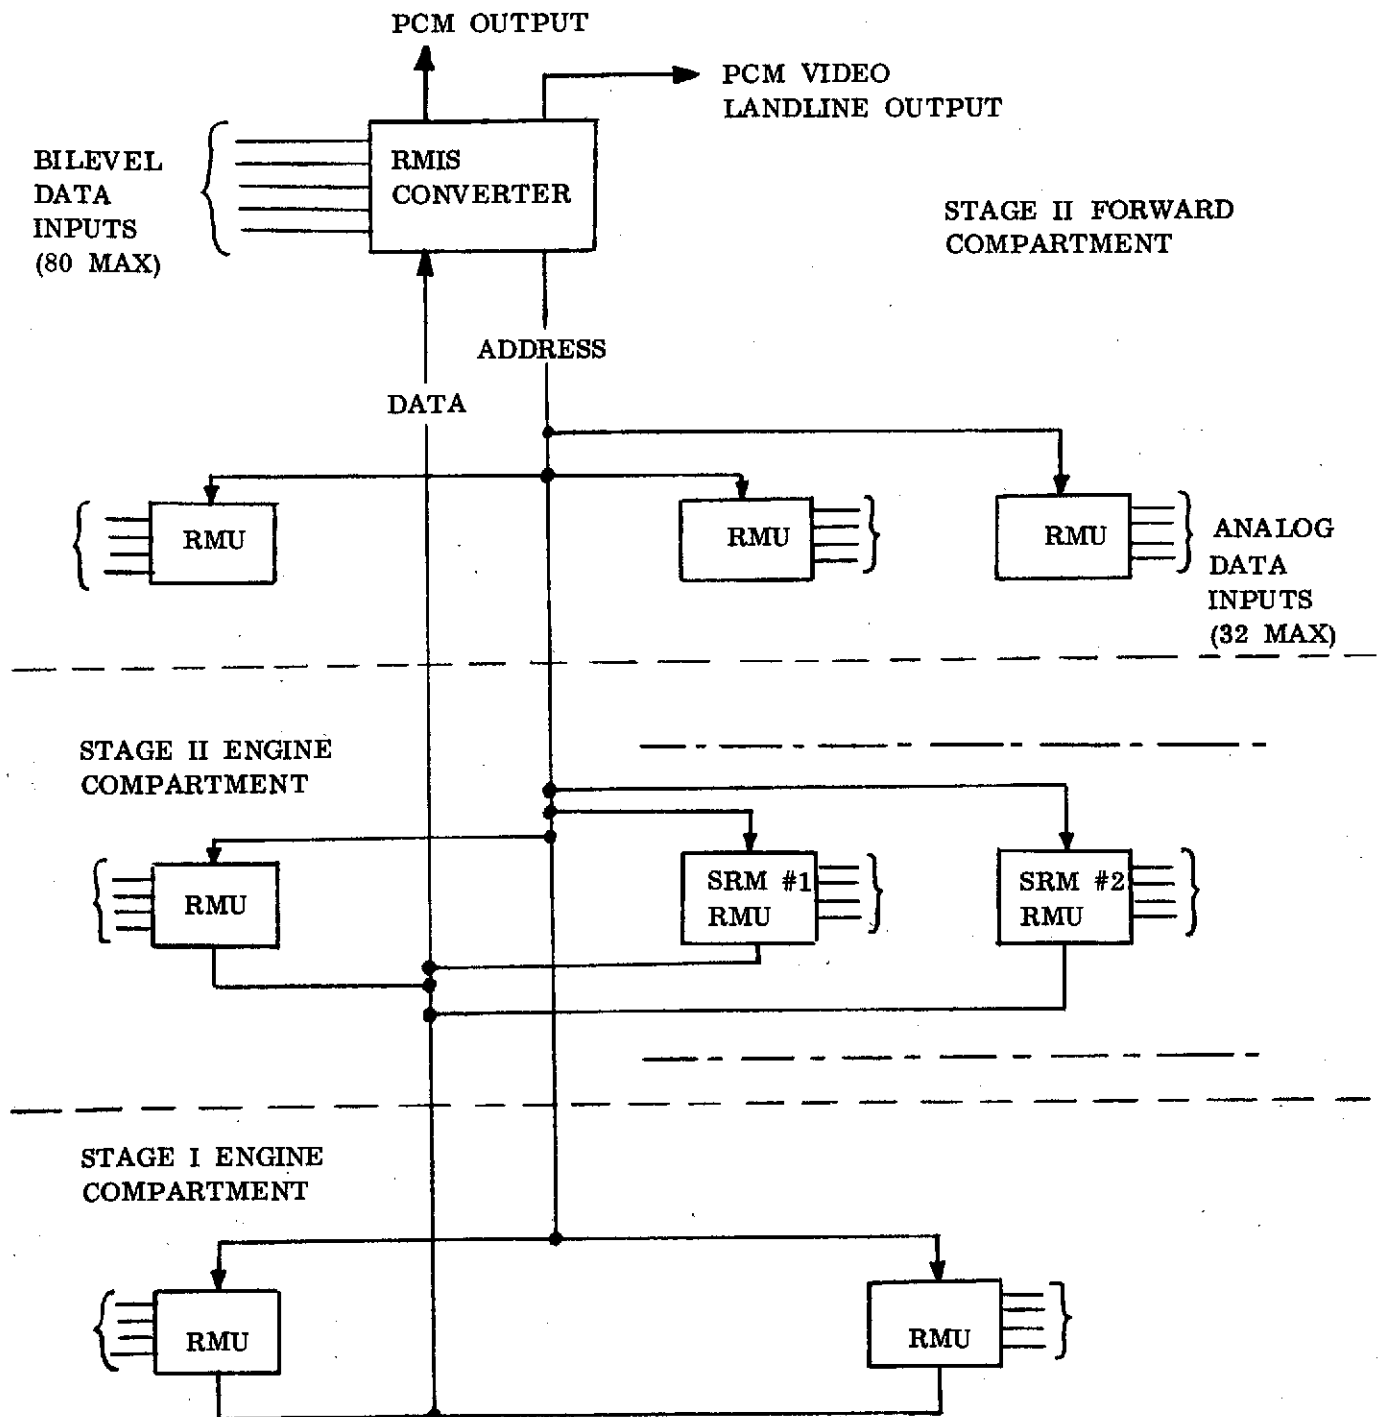 PCM OUTPUT
PCM VIDEO
LANDLINE OUTPUT
BILEVEL
DATA
INPUTS
(80 MAX)
RMIS
CONVERTER
STAGE II FORWARD
COMPARTMENT
ADDRESS
DATA
RMU
RMU
RMU
ANALOG
DATA
INPUTS
(32 MAX)
STAGE II ENGINE
COMPARTMENT
RMU
SRM #1
RMU
SRM #2
RMU
STAGE I ENGINE
COMPARTMENT
RMU
RMU